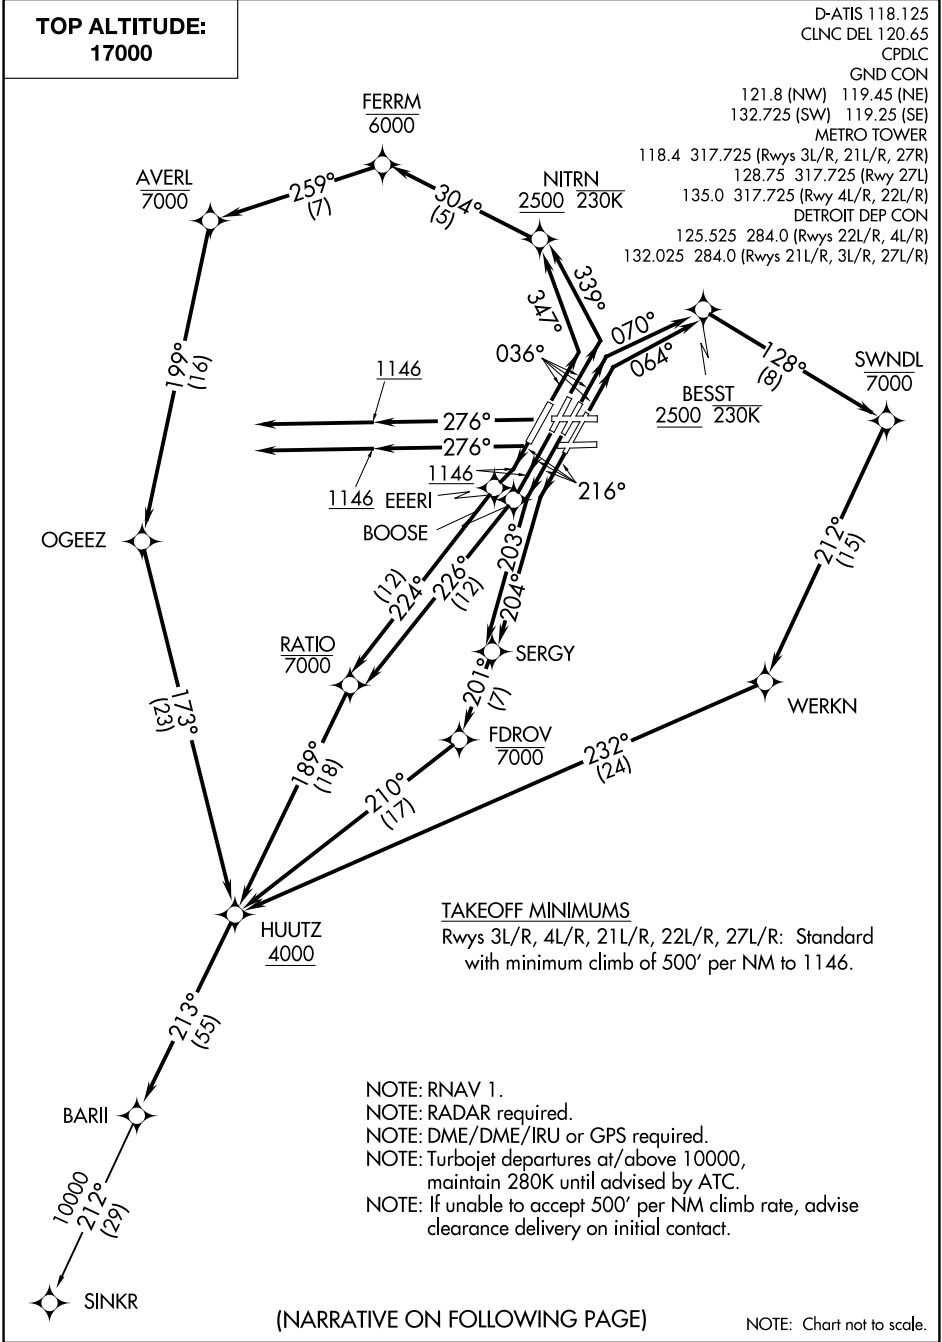 TOP ALTITUDE:
17000
D-ATIS 118.125
CLNC DEL 120.65
CPDLC
GND CON
121.8 (NW) 119.45 (NE)
132.725 (SW) 119.25 (SE)
METRO TOWER
118.4 317.725 (Rwys 3L/R, 21L/R, 27R)
128.75 317.725 (Rwy 27L)
135.0 317.725 (Rwy 4L/R, 22L/R)
DETROIT DEP CON
125.525 284.0 (Rwys 22L/R, 4L/R)
132.025 284.0 (Rwys 21L/R, 3L/R, 27L/R)
FERRM
6000
AVERL
7000
259°
(7)
304°
(5)
NITRN
2500 230K
339°
347°
036°
070°
064°
BESST
2500 230K
128°
(8)
SWNDL
7000
199°
(16)
1146
276°
276°
1146
1146
EEERI
BOOSE
216°
OGEEZ
203°
204°
212°
(15)
(12)
224°
226°
(12)
RATIO
7000
SERGY
201°
(7)
WERKN
173°
(23)
FDROV
7000
232°
(24)
189°
(18)
210°
(17)
HUUTZ
4000
TAKEOFF MINIMUMS
Rwys 3L/R, 4L/R, 21L/R, 22L/R, 27L/R: Standard
with minimum climb of 500' per NM to 1146.
213°
(55)
BARII
NOTE: RNAV 1.
NOTE: RADAR required.
NOTE: DME/DME/IRU or GPS required.
NOTE: Turbojet departures at/above 10000,
maintain 280K until advised by ATC.
NOTE: If unable to accept 500' per NM climb rate, advise
clearance delivery on initial contact.
10000
212°
(29)
SINKR
(NARRATIVE ON FOLLOWING PAGE)
NOTE: Chart not to scale.